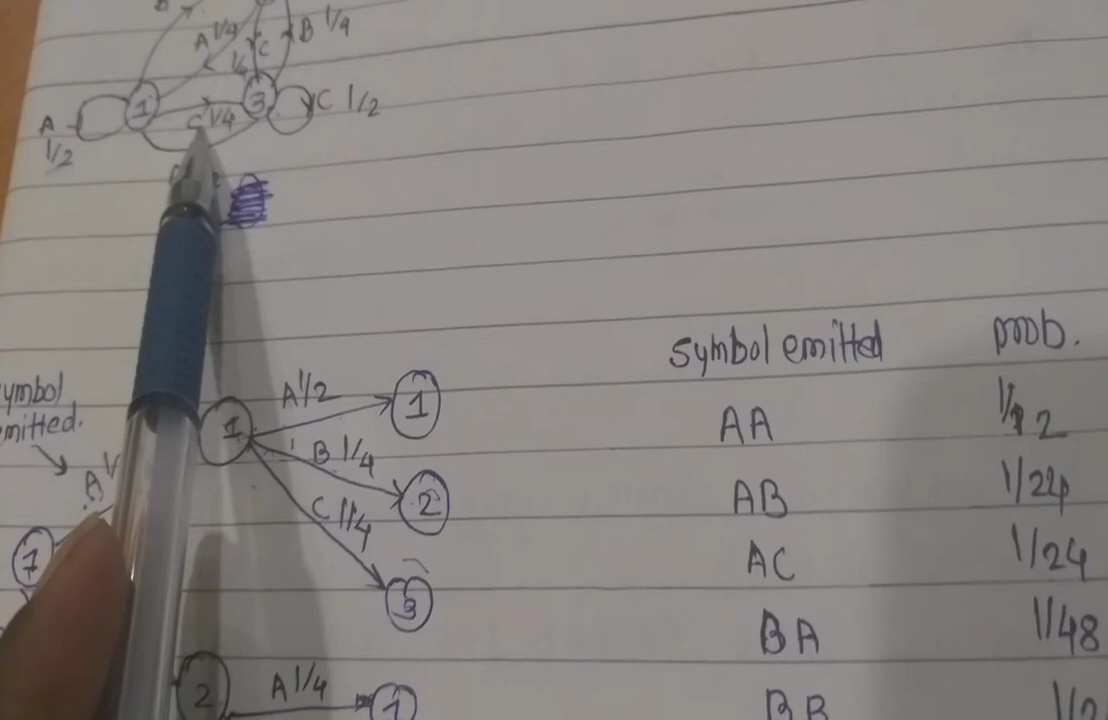 B
A 1/4
C
1/4
B 1/4
1
3
C 1/4
C 1/2
A
1/2
symbol emitted
prob.
ymbol
mitted.
A
1
A 1/2
1
B 1/4
2
C 1/4
3
AA
AB 1/24
AC 1/24
BA 1/48
BB
2
A 1/4
1